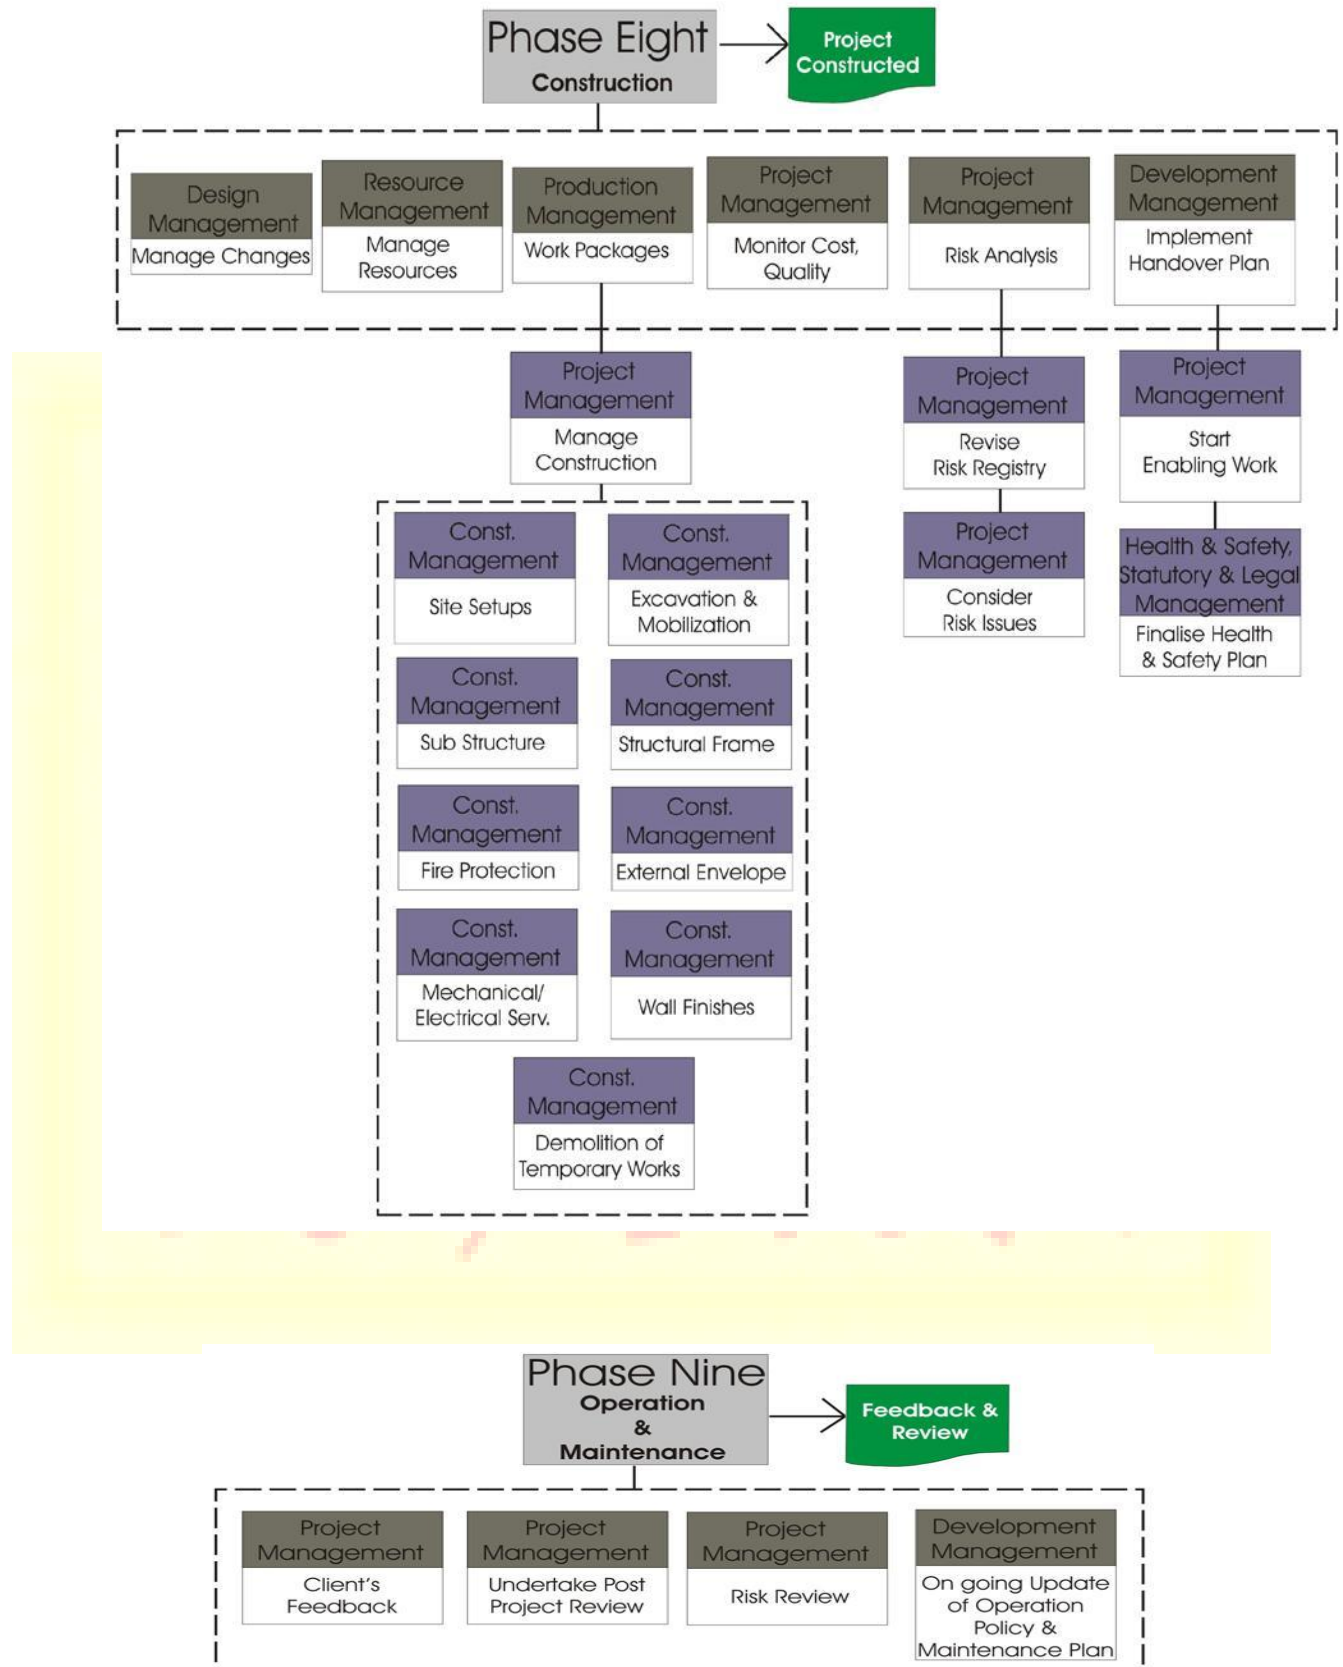 Phase Eight
Construction
Project
Constructed
Design
Management
Manage Changes
Resource
Management
Manage
Resources
Production
Management
Work Packages
Project
Management
Monitor Cost,
Quality
Project
Management
Risk Analysis
Development
Management
Implement
Handover Plan
Project
Management
Manage
Construction
Project
Management
Revise
Risk Registry
Project
Management
Start
Enabling Work
Const.
Management
Site Setups
Const.
Management
Excavation &
Mobilization
Project
Management
Consider
Risk Issues
Health & Safety,
Statutory & Legal
Management
Finalise Health
& Safety Plan
Const.
Management
Sub Structure
Const.
Management
Structural Frame
Const.
Management
Fire Protection
Const.
Management
External Envelope
Const.
Management
Mechanical/
Electrical Serv.
Const.
Management
Wall Finishes
Const.
Management
Demolition of
Temporary Works
Phase Nine
Operation
&
Maintenance
Feedback &
Review
Project
Management
Client's
Feedback
Project
Management
Undertake Post
Project Review
Project
Management
Risk Review
Development
Management
On going Update
of Operation
Policy &
Maintenance Plan